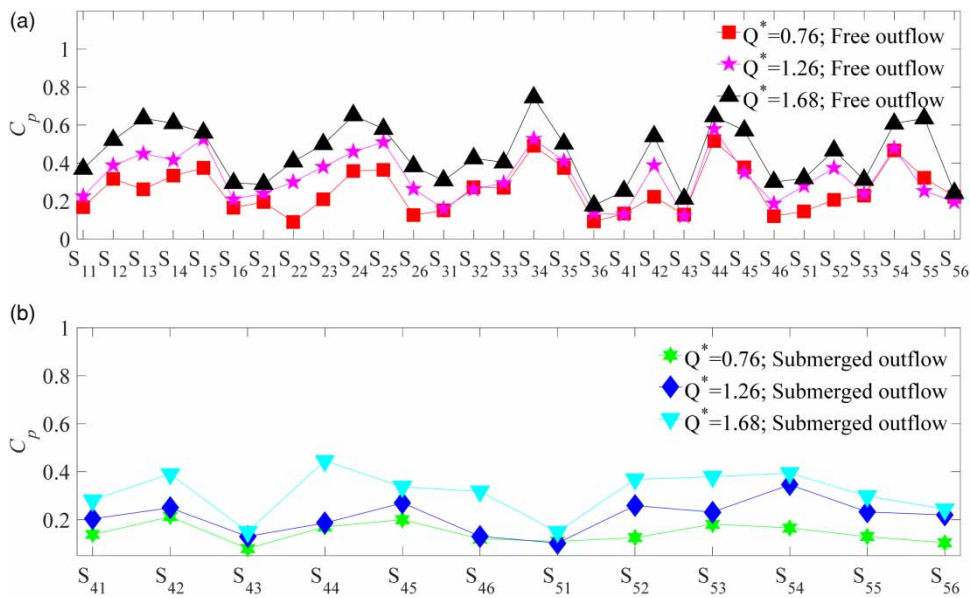 (a)
1
0.8
0.6
0.4
0.2
0
C_p
Q*=0.76; Free outflow
Q*=1.26; Free outflow
Q*=1.68; Free outflow
S11 S12 S13 S14 S15 S16 S21 S22 S23 S24 S25 S26 S31 S32 S33 S34 S35 S36 S41 S42 S43 S44 S45 S46 S51 S52 S53 S54 S55 S56
(b)
1
0.8
0.6
0.4
0.2
C_p
Q*=0.76; Submerged outflow
Q*=1.26; Submerged outflow
Q*=1.68; Submerged outflow
S41 S42 S43 S44 S45 S46 S51 S52 S53 S54 S55 S56